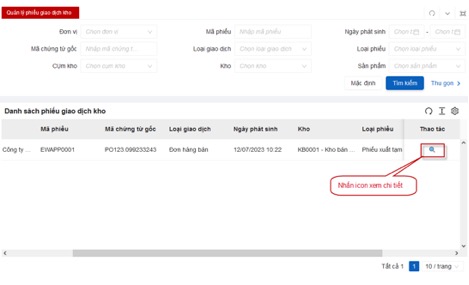 Quản lý phiếu giao dịch kho
Đơn vị Chọn đơn vị Mã phiếu Nhập mã phiếu Ngày phát sinh Chọn t - Chọn t
Mã chứng từ gốc Nhập mã chứng t. Loại giao dịch Chọn loại giao dịch Loại phiếu Chọn loại phiếu
Cụm kho Chọn cụm kho Kho Chọn kho Sản phẩm Chọn sản phẩm
Mặc định Tìm kiếm Thu gọn
Danh sách phiếu giao dịch kho
Mã phiếu Mã chứng từ gốc Loại giao dịch Ngày phát sinh Kho Loại phiếu Thao tác
Công ty ... EWAPP0001 PO123.099233243 Đơn hàng bán 12/07/2023 10:22 KB0001 - Kho bán ... Phiếu xuất tạm
Nhấn icon xem chi tiết
Tất cả 1 1 10 / trang